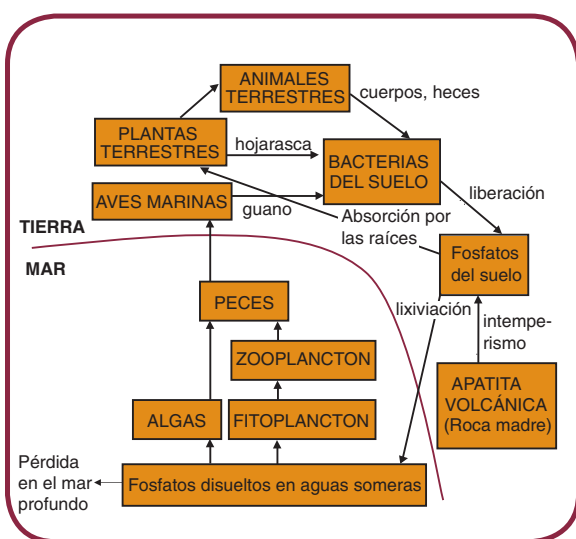 ANIMALES
TERRESTRES
cuerpos, heces
PLANTAS
TERRESTRES
hojarasca
BACTERIAS
DEL SUELO
liberación
AVES MARINAS
guano
Absorción por
las raíces
TIERRA
MAR
Fosfatos
del suelo
lixiviación
PECES
intempe-
rismo
ZOOPLANCTON
APATITA
VOLCÁNICA
(Roca madre)
ALGAS
FITOPLANCTON
Pérdida
en el mar
profundo
Fosfatos disueltos en aguas someras